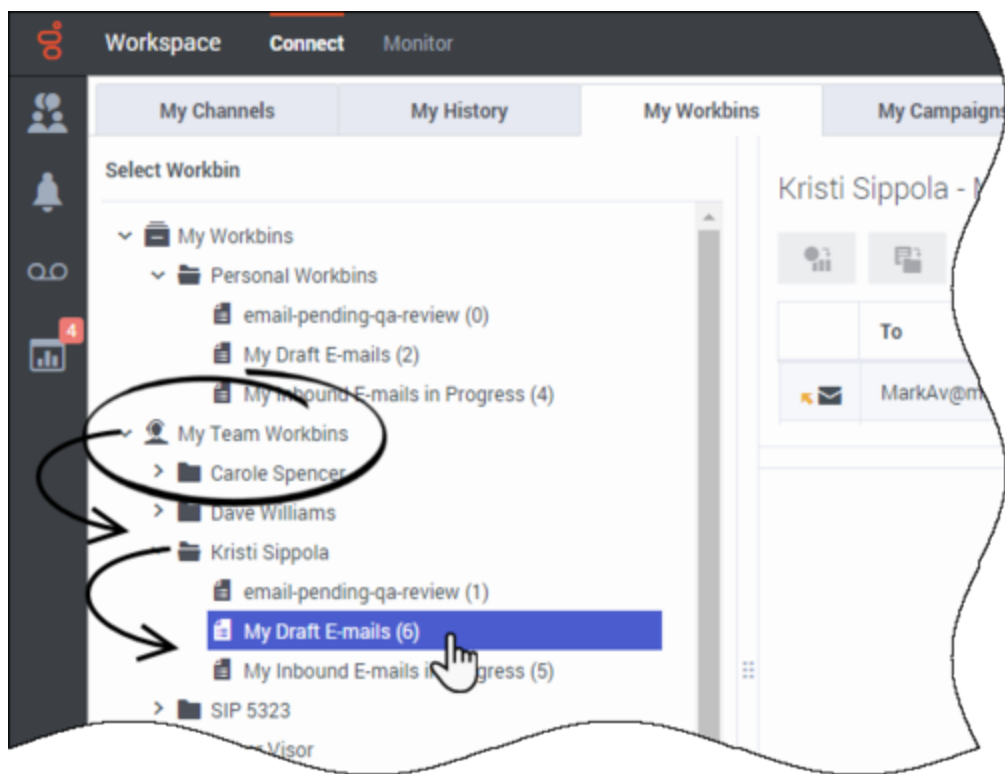 Workspace Connect Monitor
My Channels My History My Workbins My Campaigns
Select Workbin
Kristi Sippola -
My Workbins
Personal Workbins
email-pending-qa-review (0)
My Draft E-mails (2)
To
My Inbound E-mails in Progress (4)
MarkAv@m
My Team Workbins
Carole Spencer
Dave Williams
Kristi Sippola
email-pending-qa-review (1)
My Draft E-mails (6)
My Inbound E-mails in gress (5)
SIP 5323
Visor
4